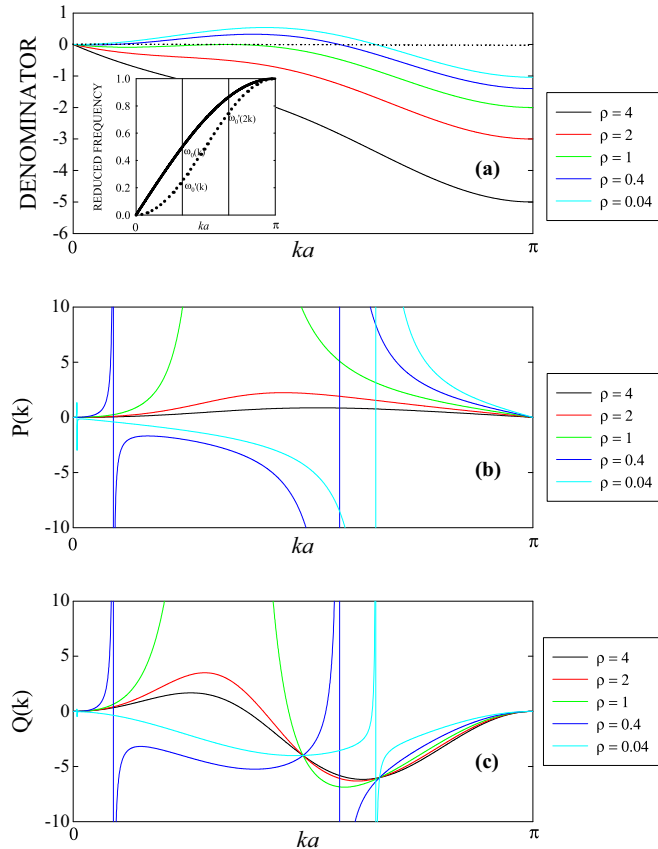 1
0
-1
-2
-3
-4
-5
-6
DENOMINATOR
0
ka
π
(a)
1.0
0.8
0.6
0.4
0.2
0.0
REDUCED FREQUENCY
0
ka
π
ω₀(k)
ω₀'(k)
ω₀'(2k)
ρ = 4
ρ = 2
ρ = 1
ρ = 0.4
ρ = 0.04
10
5
0
-5
-10
P(k)
0
ka
π
(b)
ρ = 4
ρ = 2
ρ = 1
ρ = 0.4
ρ = 0.04
10
5
0
-5
-10
Q(k)
0
ka
π
(c)
ρ = 4
ρ = 2
ρ = 1
ρ = 0.4
ρ = 0.04